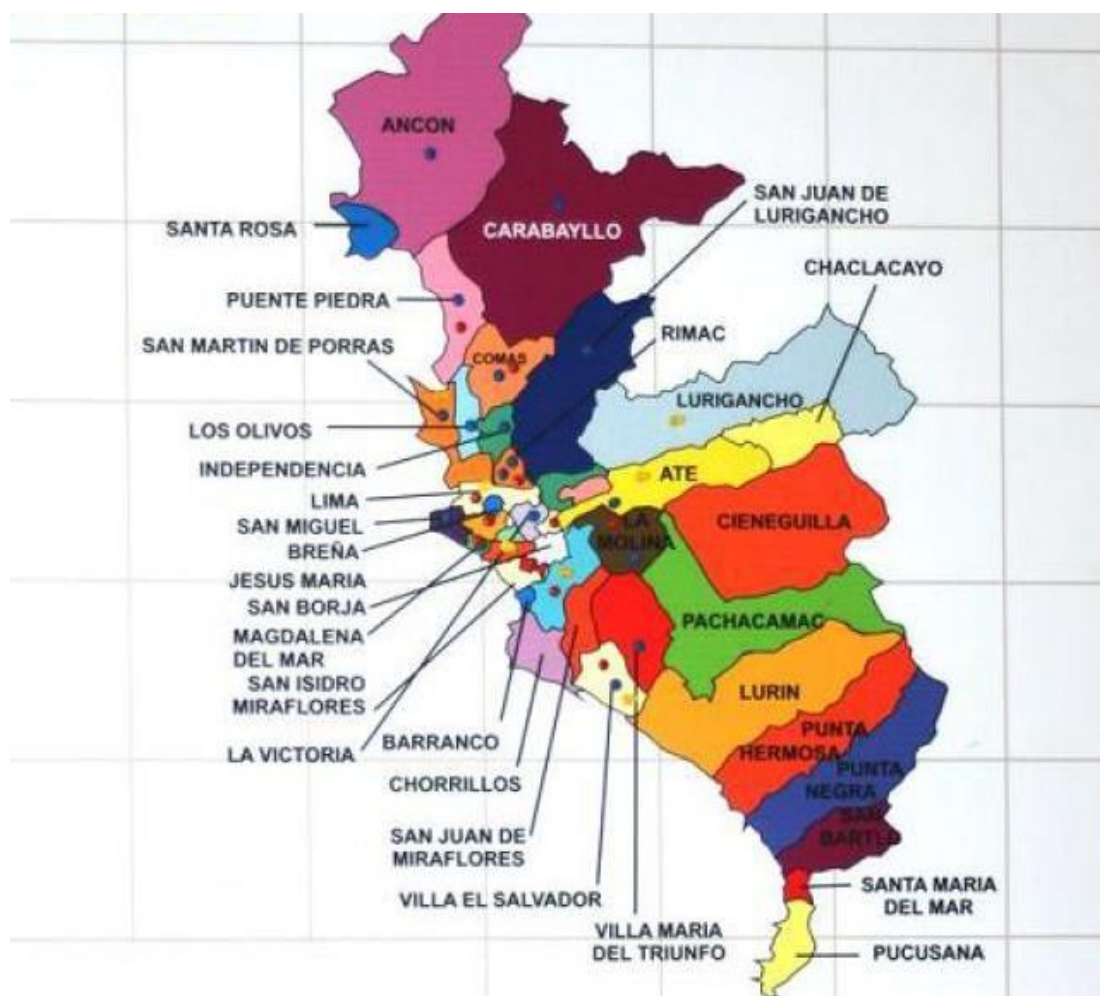 ANCON
SANTA ROSA
CARABAYLLO
SAN JUAN DE
LURIGANCHO
CHACLACAYO
PUENTE PIEDRA
RIMAC
SAN MARTIN DE PORRAS
COMAS
LURIGANCHO
LOS OLIVOS
INDEPENDENCIA
ATE
LIMA
SAN MIGUEL
BREÑA
LA
MOLINA
CIENEGUILLA
JESUS MARIA
SAN BORJA
MAGDALENA
DEL MAR
PACHACAMAC
SAN ISIDRO
MIRAFLORES
LURIN
LA VICTORIA
BARRANCO
CHORRILLOS
PUNTA
HERMOSA
PUNTA
NEGRA
SAN
BARTLO
SAN JUAN DE
MIRAFLORES
VILLA EL SALVADOR
VILLA MARIA
DEL TRIUNFO
SANTA MARIA
DEL MAR
PUCUSANA